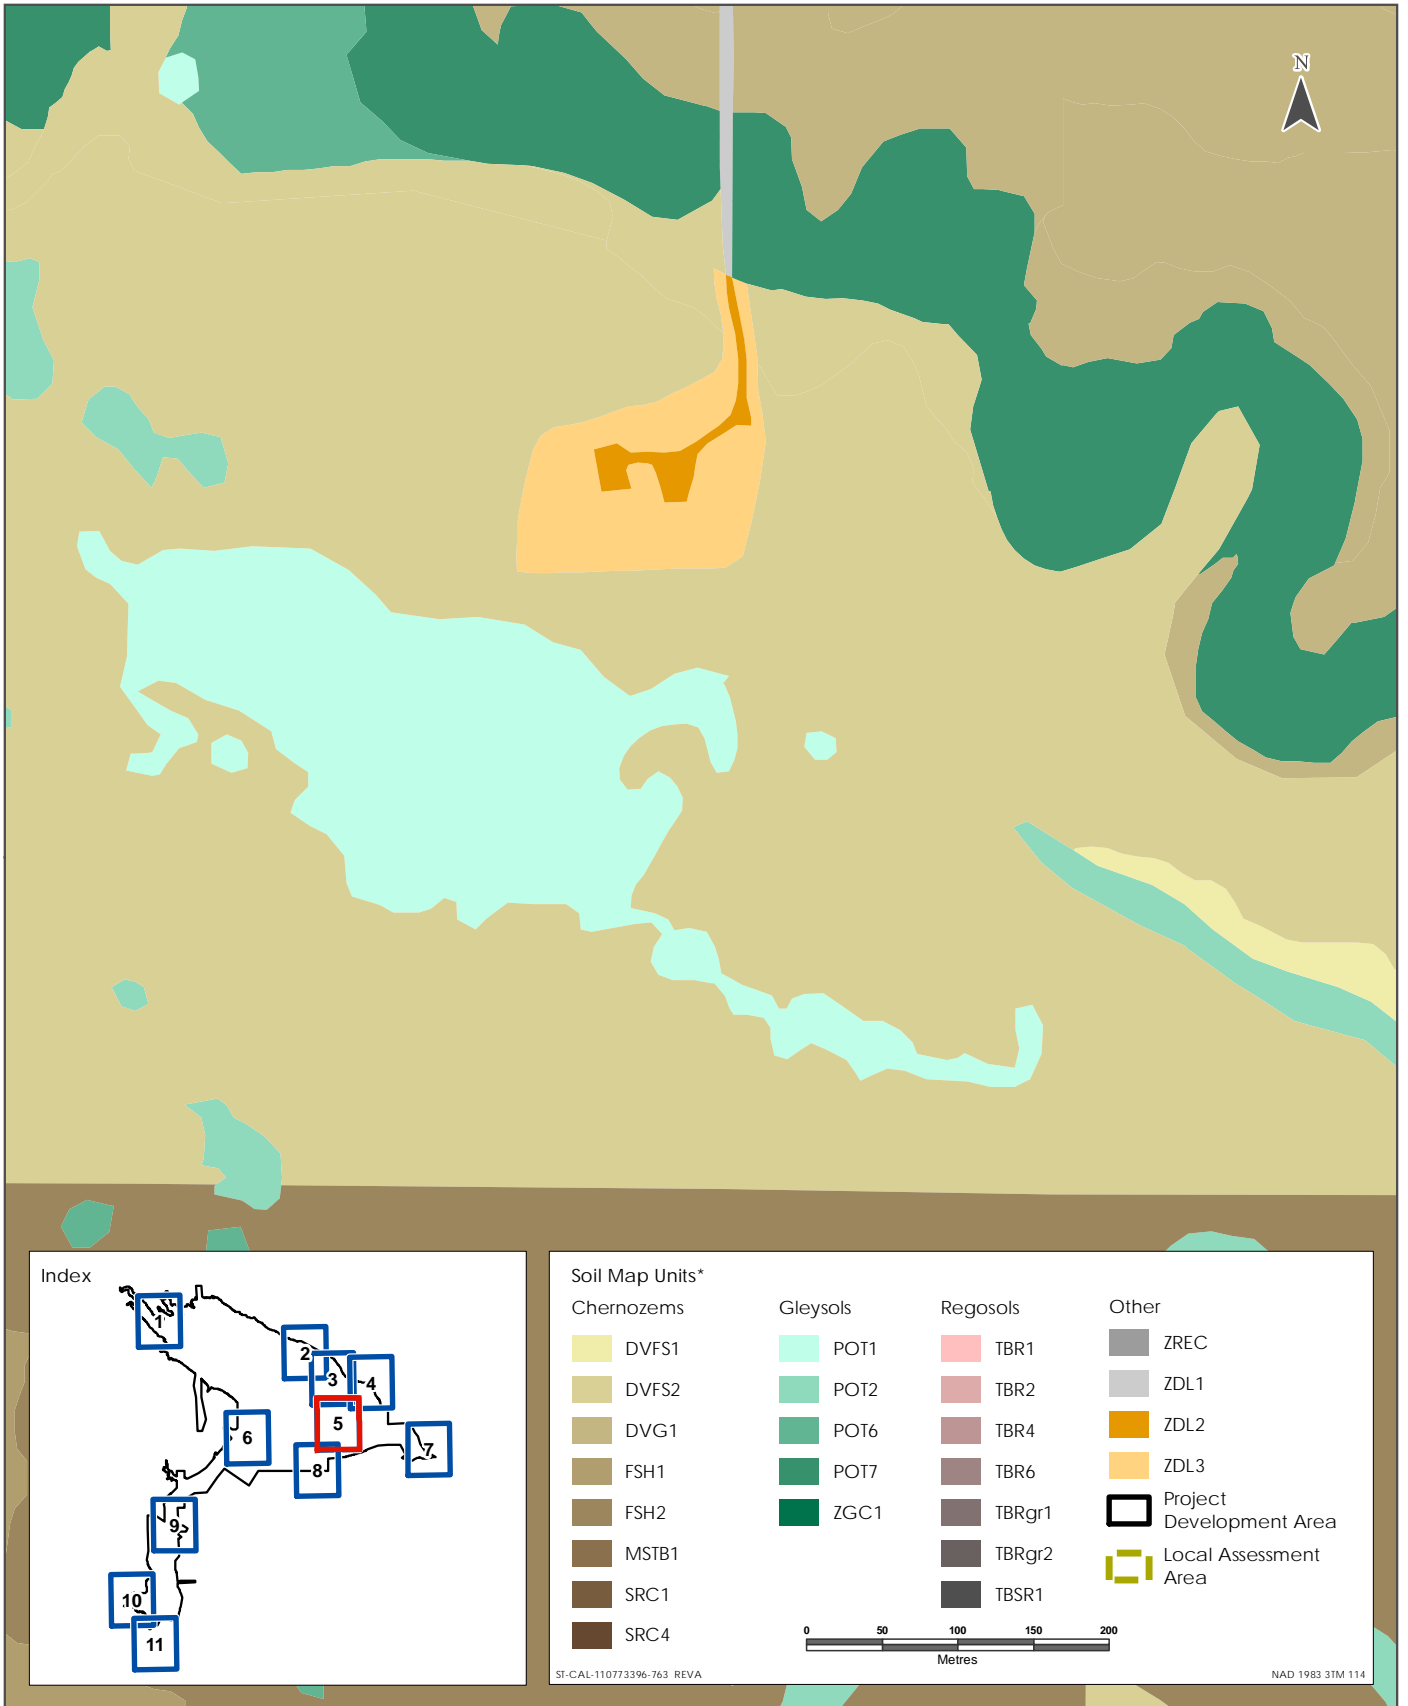 N
Index
1
2
3
4
5
6
7
8
9
10
11
Soil Map Units*
Chernozems
DVFS1
DVFS2
DVG1
FSH1
FSH2
MSTB1
SRC1
SRC4
Gleysols
POT1
POT2
POT6
POT7
ZGC1
Regosols
TBR1
TBR2
TBR4
TBR6
TBRgr1
TBRgr2
TBSR1
Other
ZREC
ZDL1
ZDL2
ZDL3
Project
Development Area
Local Assessment
Area
0 50 100 150 200
Metres
ST-CAL-110773396-763 REVA
NAD 1983 3TM 114